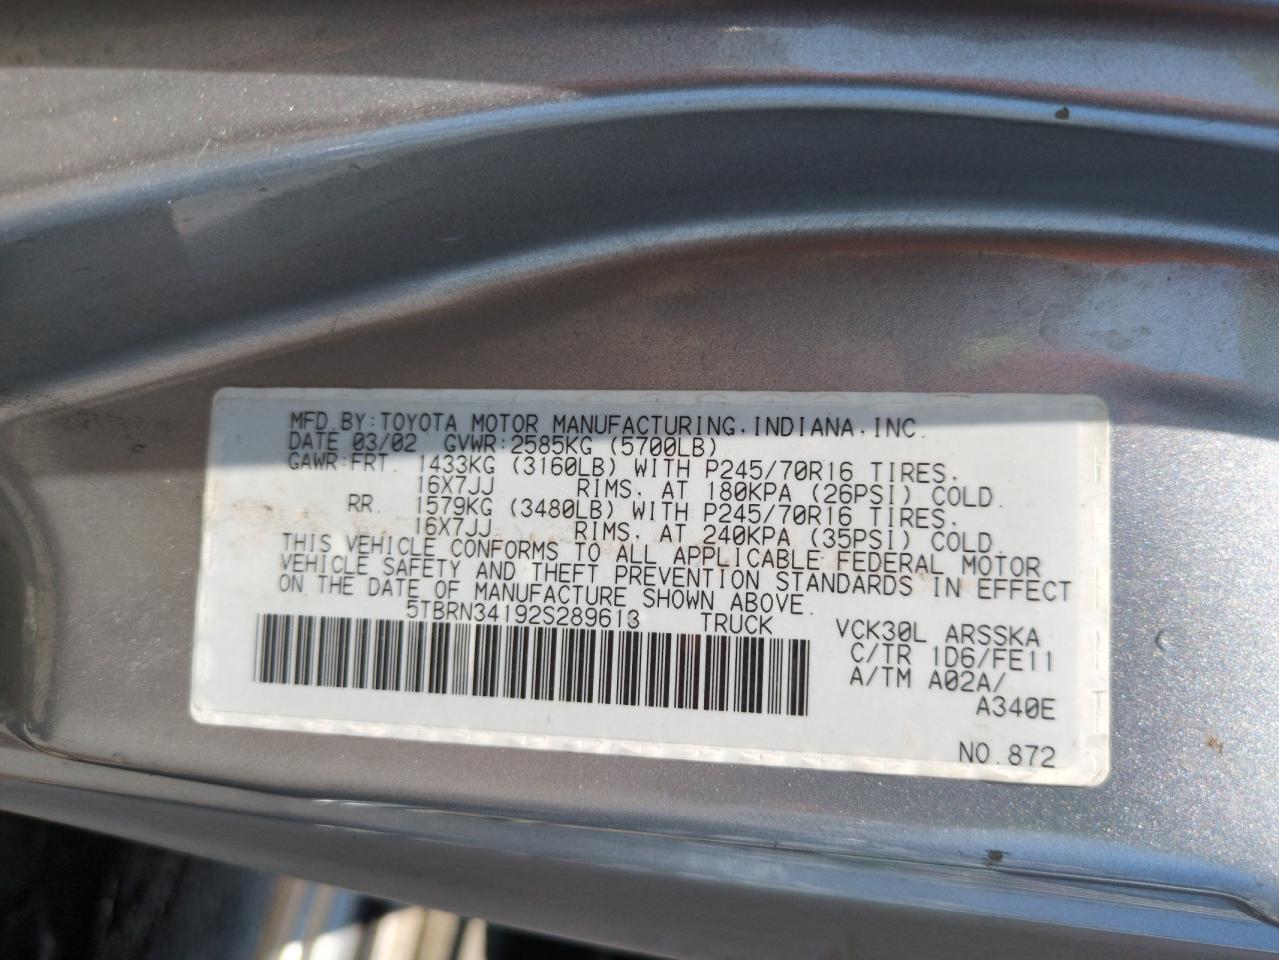 MFD.BY:TOYOTA MOTOR MANUFACTURING,INDIANA,INC.
DATE 03/02 GVWR:2585KG (5700LB)
GAWR:FRT. 1433KG (3160LB) WITH P245/70R16 TIRES.
16X7JJ RIMS, AT 180KPA (26PSI) COLD.
RR. 1579KG (3480LB) WITH P245/70R16 TIRES.
16X7JJ RIMS, AT 240KPA (35PSI) COLD.
THIS VEHICLE CONFORMS TO ALL APPLICABLE FEDERAL MOTOR
VEHICLE SAFETY AND THEFT PREVENTION STANDARDS IN EFFECT
ON THE DATE OF MANUFACTURE SHOWN ABOVE.
5TBRN34192S289613 TRUCK
VCK30L ARSSKA
C/TR 1D6/FE11
A/TM A02A/
A340E
NO.872